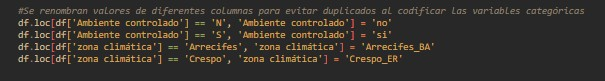 #Se renombran valores de diferentes columnas para evitar duplicados al codificar las variables categóricas
df.loc[df['Ambiente controlado'] == 'N', 'Ambiente controlado'] = 'no'
df.loc[df['Ambiente controlado'] == 'S', 'Ambiente controlado'] = 'si'
df.loc[df['zona climática'] == 'Arrecifes', 'zona climática'] = 'Arrecifes_BA'
df.loc[df['zona climática'] == 'Crespo', 'zona climática'] = 'Crespo_ER'